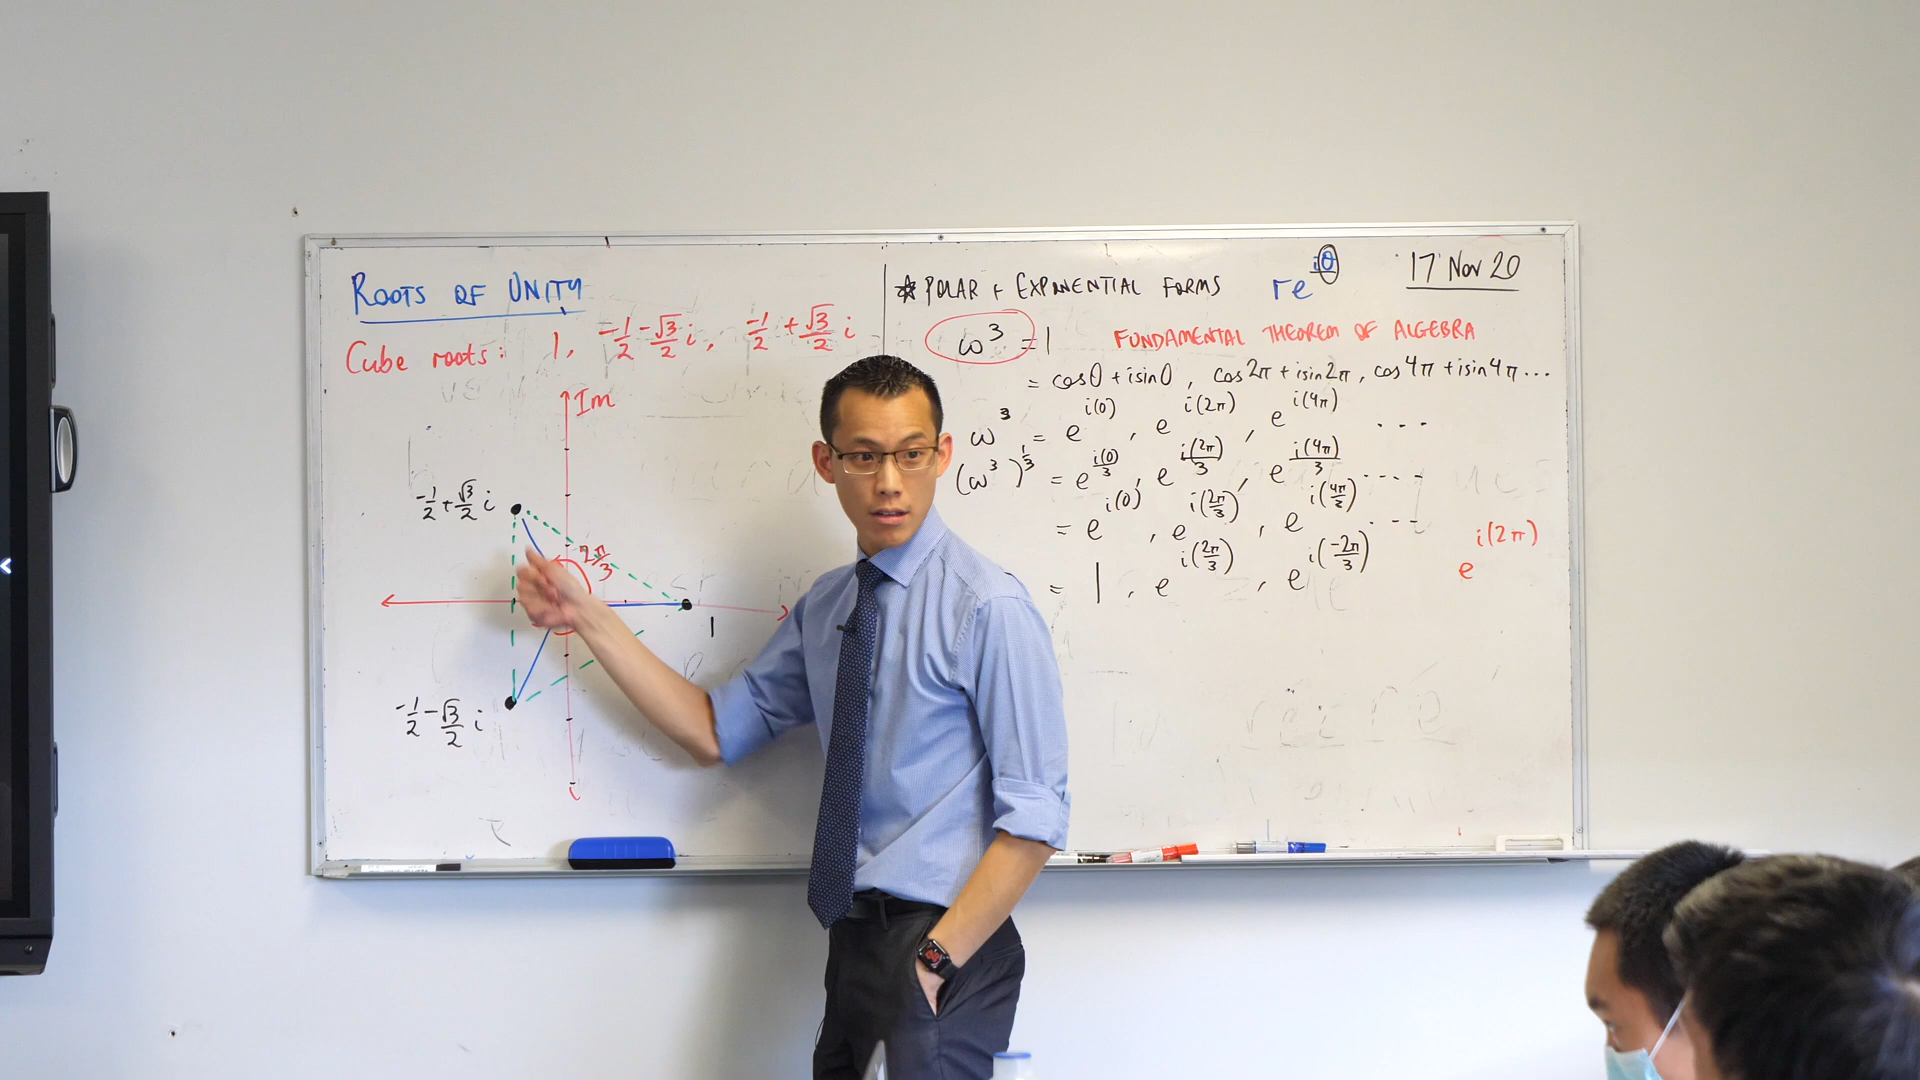 ROOTS OF UNITY
Cube roots: 1, -1/2 - √3/2 i, -1/2 + √3/2 i
Im
-1/2 + √3/2 i
2π/3
1
-1/2 - √3/2 i
* POLAR + EXPONENTIAL FORMS re^iθ
17 Nov 20
ω³ = 1 FUNDAMENTAL THEOREM OF ALGEBRA
= cos0 + isin0, cos2π + isin2π, cos4π + isin4π ...
ω³ = e^i(0), e^i(2π), e^i(4π) ...
(ω³)^1/3 = e^i(0)/3, e^i(2π)/3, e^i(4π)/3 ....
= e^i(0), e^i(2π/3), e^i(4π/3) ...
= 1, e^i(2π/3), e^i(-2π/3)
e^i(2π)